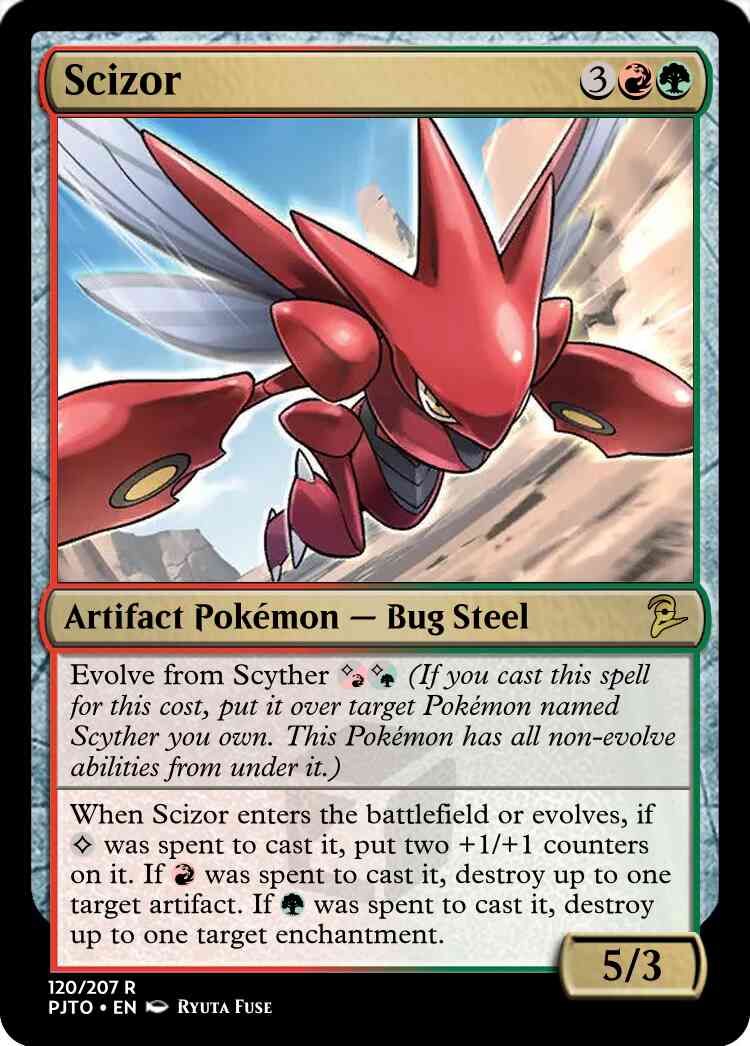 Scizor
3
Artifact Pokémon — Bug Steel
Evolve from Scyther (If you cast this spell
for this cost, put it over target Pokémon named
Scyther you own. This Pokémon has all non-evolve
abilities from under it.)
When Scizor enters the battlefield or evolves, if
was spent to cast it, put two +1/+1 counters
on it. If was spent to cast it, destroy up to one
target artifact. If was spent to cast it, destroy
up to one target enchantment.
5/3
120/207 R
PJTO • EN Ryuta Fuse